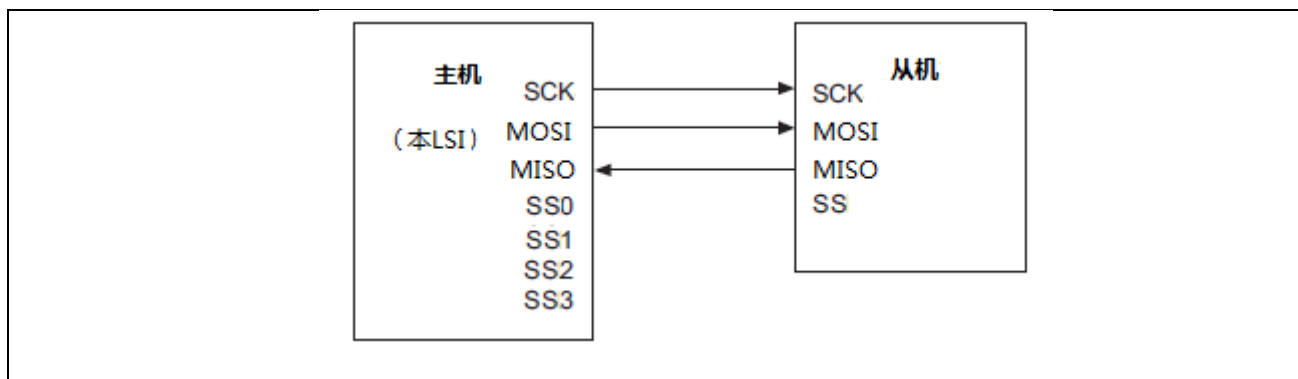 主机
（本LSI）
SCK
MOSI
MISO
SS0
SS1
SS2
SS3
从机
SCK
MOSI
MISO
SS